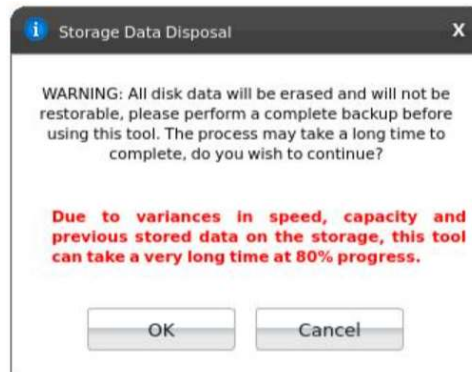 i Storage Data Disposal X
WARNING: All disk data will be erased and will not be
restorable, please perform a complete backup before
using this tool. The process may take a long time to
complete, do you wish to continue?
Due to variances in speed, capacity and
previous stored data on the storage, this tool
can take a very long time at 80% progress.
OK Cancel